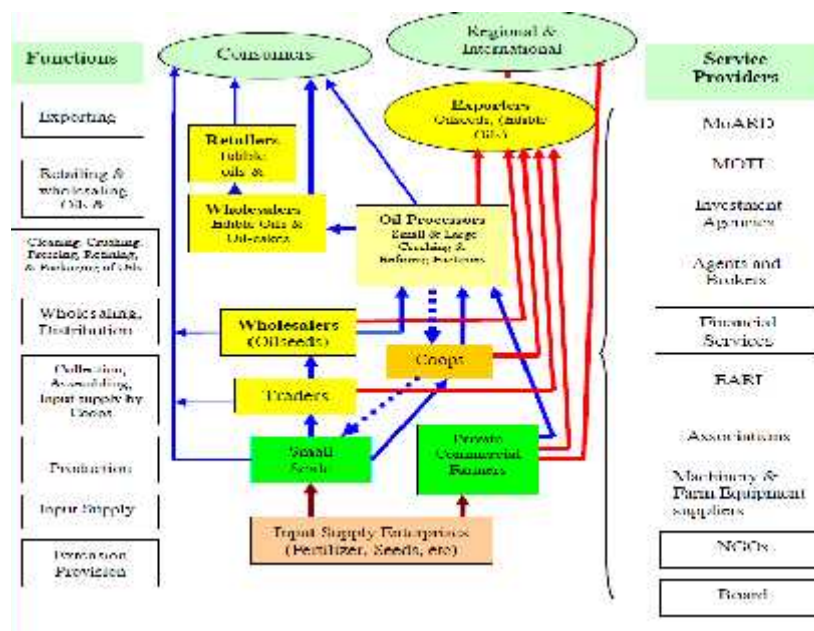 Functions
Exporting
Retailing &
wholesaling
Oils &
Cleaning, Crushing,
Pressing, Refining,
& Packaging of Oils
Wholesaling,
Distribution
Collection,
Assembling,
Input supply by
Coops
Production
Input Supply
Extension
Provision
Consumers
Regional &
International
Exporters
Oilseeds, (Edible
Oils)
Retailers
Edible
oils &
Wholesalers
Edible Oils &
Oil-cakes
Oil Processors
Small & Large
Crushing &
Refining Factories
Wholesalers
(Oilseeds)
Coops
Traders
Small
Scale
Private
Commercial
Farmers
Input Supply Enterprises
(Fertilizer, Seeds, etc)
Service
Providers
MoARD
MOTI
Investment
Agencies
Agents and
Brokers
Financial
Services
EARI
Associations
Machinery &
Farm Equipment
suppliers
NGOs
Board